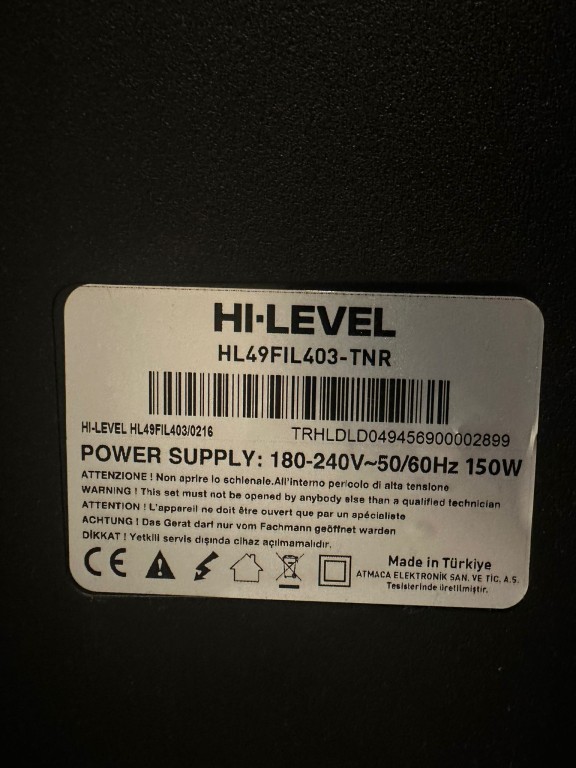 HI-LEVEL
HL49FIL403-TNR
HI-LEVEL HL49FIL403/0216
TRHLDLD049456900002899
POWER SUPPLY: 180-240V~50/60Hz 150W
ATTENZIONE ! Non aprire lo schienale.All'interno pericolo di alta tensione
WARNING ! This set must not be opened by anybody else than a qualified technician
ATTENTION ! L'appareil ne doit être ouvert que par un apécialiste
ACHTUNG ! Das Gerat darf nur vom Fachmann geöffnet warden
DİKKAT ! Yetkili servis dışında cihaz açılmamalıdır.
CE
Made in Türkiye
ATMACA ELEKTRONİK SAN. VE TİC. A.S.
Tesislerinde üretilmiştir.